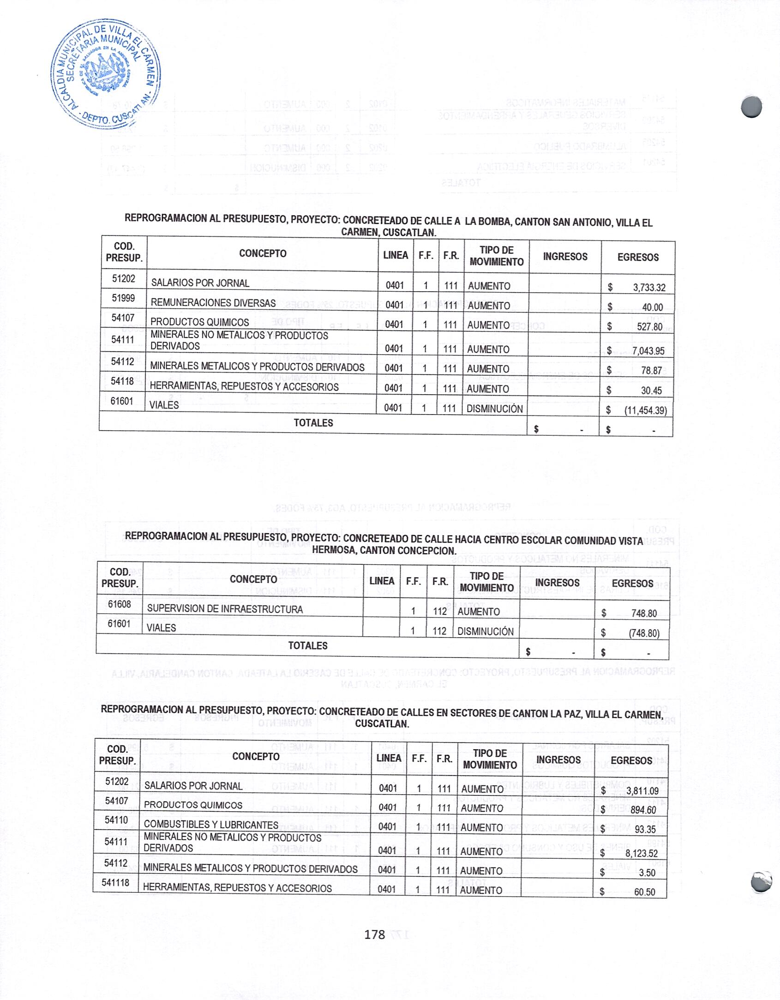 ALCALDIA MUNICIPAL DE VILLA EL CARMEN
SECRETARIA MUNICIPAL
REPUBLICA DE EL SALVADOR EN LA AMERICA CENTRAL
- DEPTO. CUSCATLAN -
REPROGRAMACION AL PRESUPUESTO, PROYECTO: CONCRETEADO DE CALLE A LA BOMBA, CANTON SAN ANTONIO, VILLA EL
CARMEN, CUSCATLAN.
COD. PRESUP. CONCEPTO LINEA F.F. F.R. TIPO DE MOVIMIENTO INGRESOS EGRESOS
51202 SALARIOS POR JORNAL 0401 1 111 AUMENTO $ 3,733.32
51999 REMUNERACIONES DIVERSAS 0401 1 111 AUMENTO $ 40.00
54107 PRODUCTOS QUIMICOS 0401 1 111 AUMENTO $ 527.80
54111 MINERALES NO METALICOS Y PRODUCTOS
DERVADOS 0401 1 111 AUMENTO $ 7,043.95
54112 MINERALES METALICOS Y PRODUCTOS DERIVADOS 0401 1 111 AUMENTO $ 78.87
54118 HERRAMIENTAS, REPUESTOS Y ACCESORIOS 0401 1 111 AUMENTO $ 30.45
61601 VIALES 0401 1 111 DISMINUCIÓN $ (11,454.39)
TOTALES $ - $ -
REPROGRAMACION AL PRESUPUESTO, PROYECTO: CONCRETEADO DE CALLE HACIA CENTRO ESCOLAR COMUNIDAD VISTA
HERMOSA, CANTON CONCEPCION.
COD. PRESUP. CONCEPTO LINEA F.F. F.R. TIPO DE MOVIMIENTO INGRESOS EGRESOS
61608 SUPERVISION DE INFRAESTRUCTURA 1 112 AUMENTO $ 748.80
61601 VIALES 1 112 DISMINUCIÓN $ (748.80)
TOTALES $ - $ -
REPROGRAMACION AL PRESUPUESTO, PROYECTO: CONCRETEADO DE CALLES EN SECTORES DE CANTON LA PAZ, VILLA EL CARMEN,
CUSCATLAN.
COD. PRESUP. CONCEPTO LINEA F.F. F.R. TIPO DE MOVIMIENTO INGRESOS EGRESOS
51202 SALARIOS POR JORNAL 0401 1 111 AUMENTO $ 3,811.09
54107 PRODUCTOS QUIMICOS 0401 1 111 AUMENTO $ 894.60
54110 COMBUSTIBLES Y LUBRICANTES 0401 1 111 AUMENTO $ 93.35
54111 MINERALES NO METALICOS Y PRODUCTOS
DERIVADOS 0401 1 111 AUMENTO $ 8,123.52
54112 MINERALES METALICOS Y PRODUCTOS DERIVADOS 0401 1 111 AUMENTO $ 3.50
541118 HERRAMIENTAS, REPUESTOS Y ACCESORIOS 0401 1 111 AUMENTO $ 60.50
178